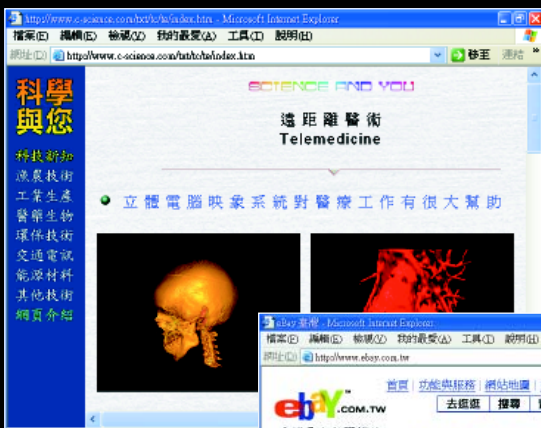 http://www.c-science.com/txt/tc/te/index.htm - Microsoft Internet Explorer
檔案(F) 編輯(E) 檢視(V) 我的最愛(A) 工具(T) 說明(H)
網址(D) http://www.c-science.com/txt/tc/te/index.htm 移至 連結 »
科學
與您
科技新知
漁農技術
工業生產
醫藥生物
環保技術
交通電訊
能源材料
其他技術
網頁介紹
SCIENCE AND YOU
遠距離醫術
Telemedicine
立體電腦映象系統對醫療工作有很大幫助
eBay 臺灣 - Microsoft Internet Explorer
檔案(F) 編輯(E) 檢視(V) 我的最愛(A) 工具(T) 說明(H)
網址(D) http://www.ebay.com.tw
首頁 | 功能與服務 | 網站地圖 |
ebay .COM.TW
去逛逛 搜尋